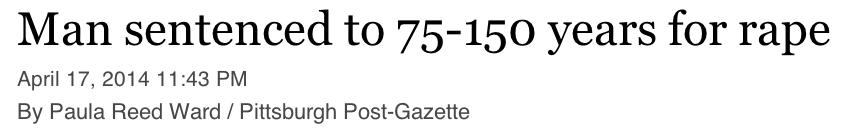 Man sentenced to 75-150 years for rape
April 17, 2014 11:43 PM
By Paula Reed Ward / Pittsburgh Post-Gazette